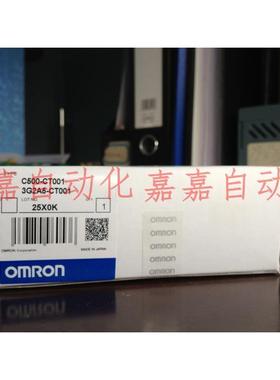 C500-CT001
3G2A5-CT001
LOT NO.
QTY.
25X0K
1
嘉自动化 嘉嘉自动
OMRON Corporation
MADE IN JAPAN
OMRON
OMRON
OMRON
OMRON
OMRON
OMRON